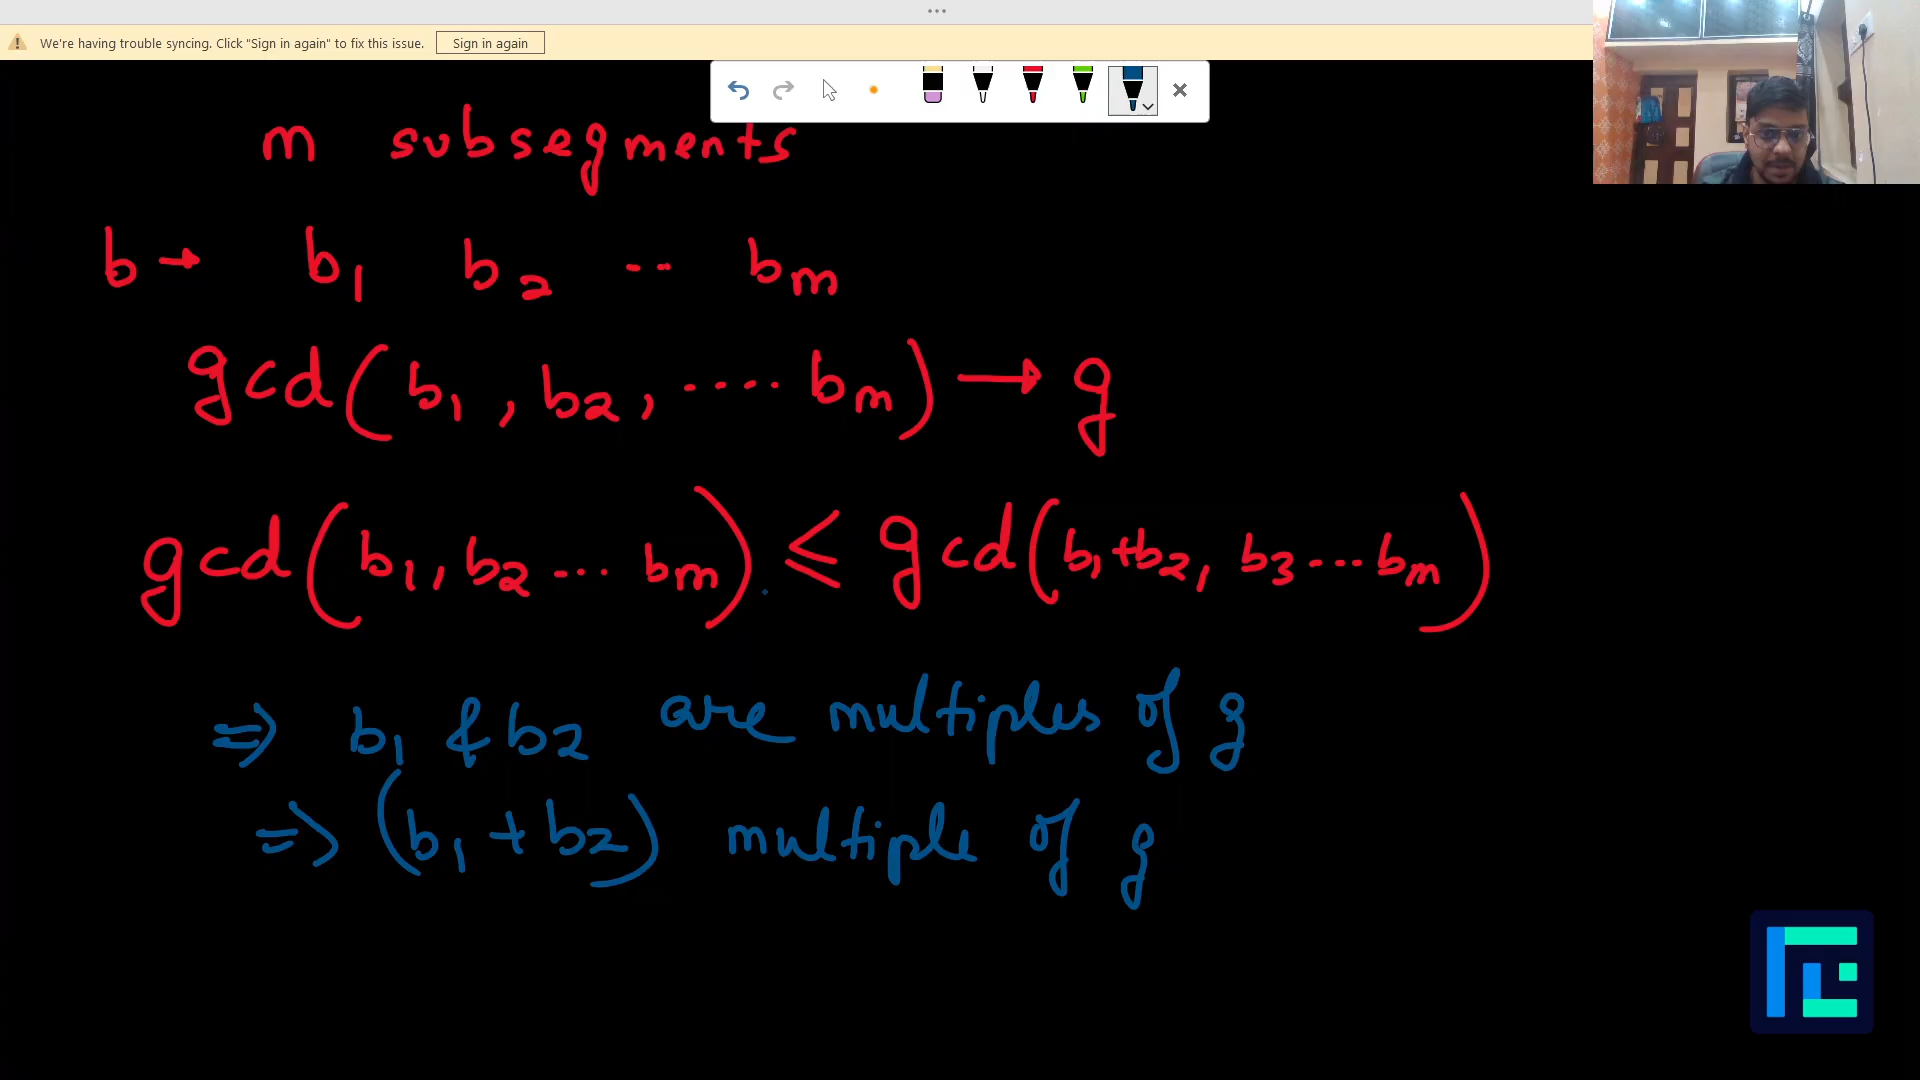 We're having trouble syncing. Click "Sign in again" to fix this issue. Sign in again
m subsegments
b → b₁ b₂ .. bₘ
gcd(b₁, b₂, ..... bₘ) → g
gcd(b₁, b₂ ... bₘ) ≤ gcd(b₁+b₂, b₃ ... bₘ)
⇒ b₁ & b₂ are multiples of g
⇒ (b₁ + b₂) multiple of g